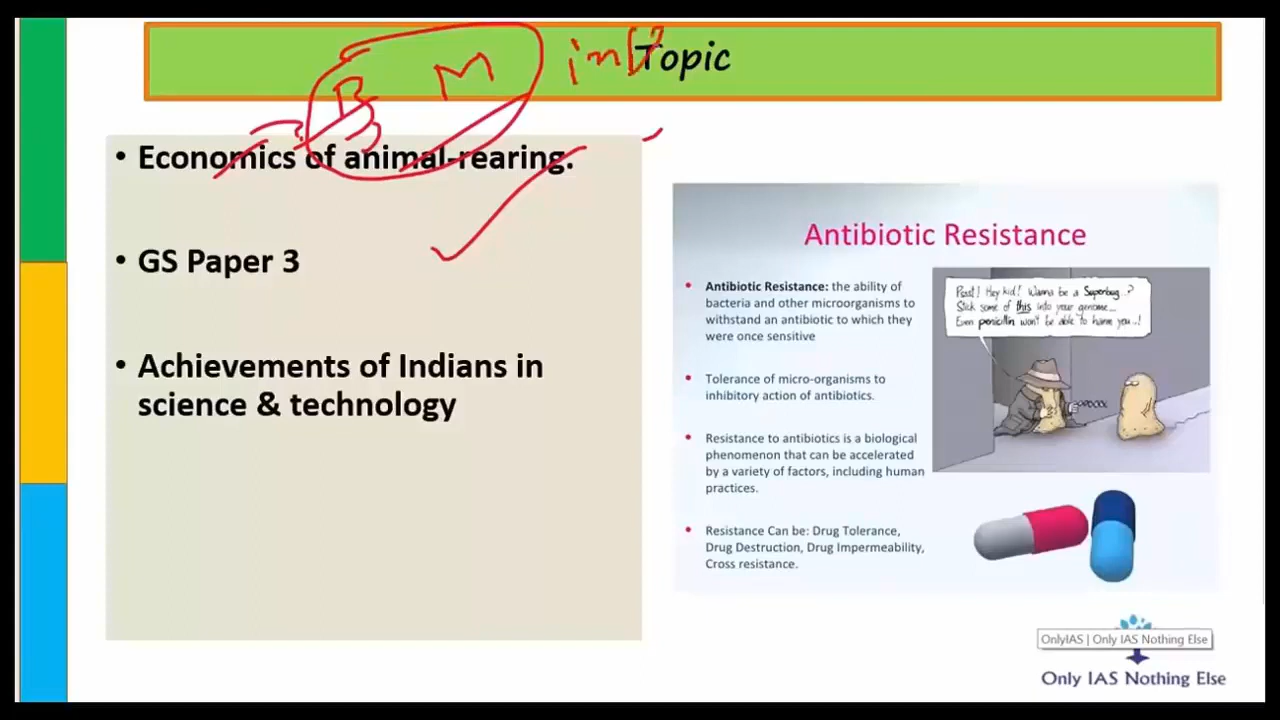 Topic
B M int
• Economics of animal-rearing.
• GS Paper 3
• Achievements of Indians in
science & technology
Antibiotic Resistance
• Antibiotic Resistance: the ability of
bacteria and other microorganisms to
withstand an antibiotic to which they
were once sensitive
• Tolerance of micro-organisms to
inhibitory action of antibiotics.
• Resistance to antibiotics is a biological
phenomenon that can be accelerated
by a variety of factors, including human
practices.
• Resistance Can be: Drug Tolerance,
Drug Destruction, Drug Impermeability,
Cross resistance.
Pssst! Hey kid! Wanna be a Superbug...?
Stick some of this into your genome...
Even penicillin won't be able to harm you...!
OnlyIAS | Only IAS Nothing Else
Only IAS Nothing Else